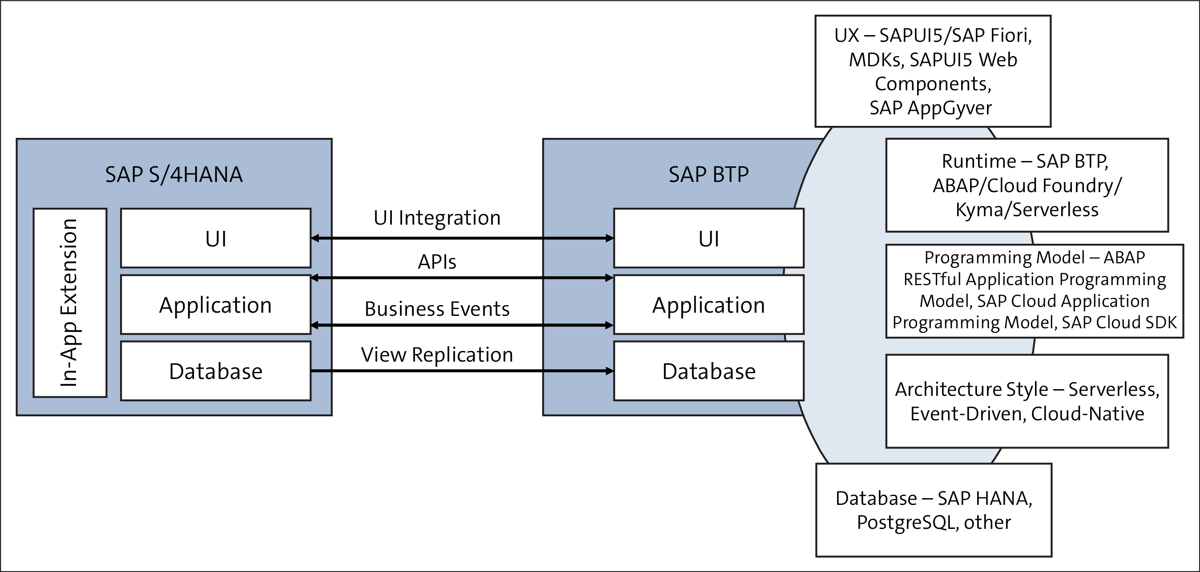 SAP S/4HANA
In-App Extension
UI
Application
Database
UI Integration
APIs
Business Events
View Replication
SAP BTP
UI
Application
Database
UX – SAPUI5/SAP Fiori,
MDKs, SAPUI5 Web
Components,
SAP AppGyver
Runtime – SAP BTP,
ABAP/Cloud Foundry/
Kyma/Serverless
Programming Model – ABAP
RESTful Application Programming
Model, SAP Cloud Application
Programming Model, SAP Cloud SDK
Architecture Style – Serverless,
Event-Driven, Cloud-Native
Database – SAP HANA,
PostgreSQL, other